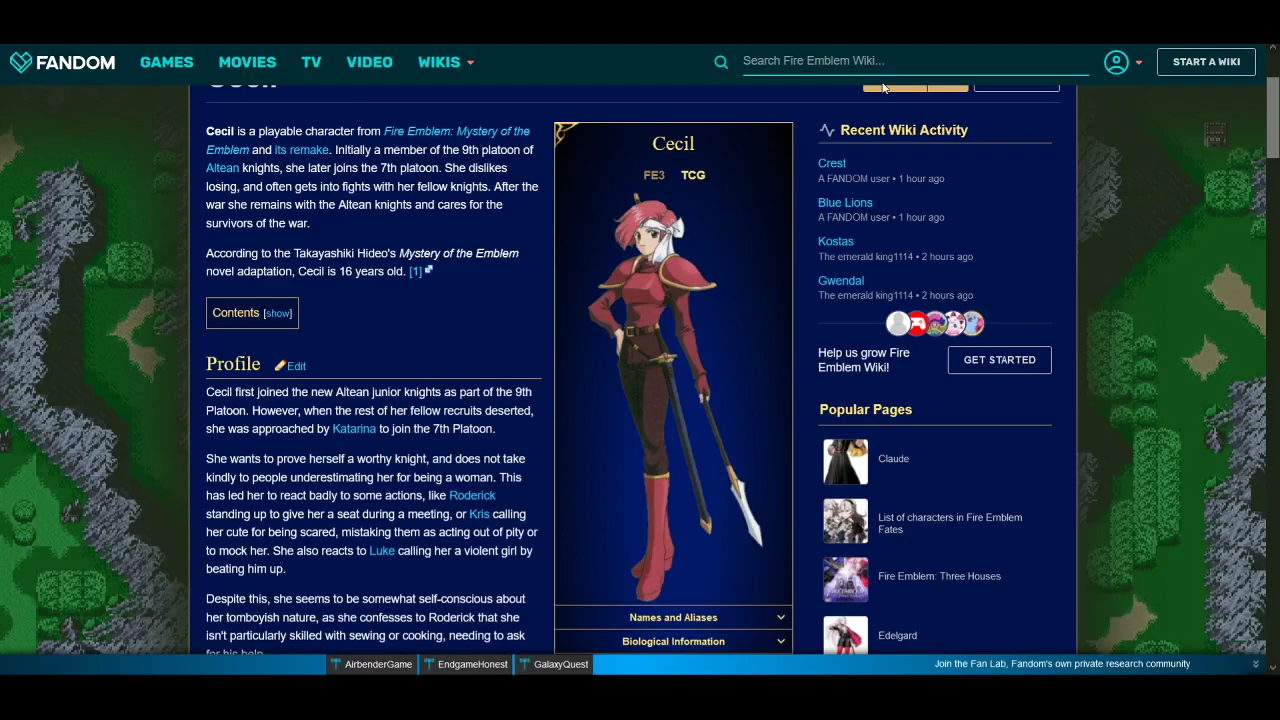 FANDOM
GAMES
MOVIES
TV
VIDEO
WIKIS
Search Fire Emblem Wiki...
START A WIKI
Cecil
Cecil is a playable character from Fire Emblem: Mystery of the
Emblem and its remake. Initially a member of the 9th platoon of
Altean knights, she later joins the 7th platoon. She dislikes
losing, and often gets into fights with her fellow knights. After the
war she remains with the Altean knights and cares for the
survivors of the war.
According to the Takayashiki Hideo's Mystery of the Emblem
novel adaptation, Cecil is 16 years old. [1]
Contents [show]
Profile Edit
Cecil first joined the new Altean junior knights as part of the 9th
Platoon. However, when the rest of her fellow recruits deserted,
she was approached by Katarina to join the 7th Platoon.
She wants to prove herself a worthy knight, and does not take
kindly to people underestimating her for being a woman. This
has led her to react badly to some actions, like Roderick
standing up to give her a seat during a meeting, or Kris calling
her cute for being scared, mistaking them as acting out of pity or
to mock her. She also reacts to Luke calling her a violent girl by
beating him up.
Despite this, she seems to be somewhat self-conscious about
her tomboyish nature, as she confesses to Roderick that she
isn't particularly skilled with sewing or cooking, needing to ask
for his help.
Cecil
FE3 TCG
Names and Aliases
Biological Information
Recent Wiki Activity
Crest
A FANDOM user • 1 hour ago
Blue Lions
A FANDOM user • 1 hour ago
Kostas
The emerald king1114 • 2 hours ago
Gwendal
The emerald king1114 • 2 hours ago
Help us grow Fire
Emblem Wiki!
GET STARTED
Popular Pages
Claude
List of characters in Fire Emblem
Fates
Fire Emblem: Three Houses
Edelgard
AirbenderGame
EndgameHonest
GalaxyQuest
Join the Fan Lab, Fandom's own private research community